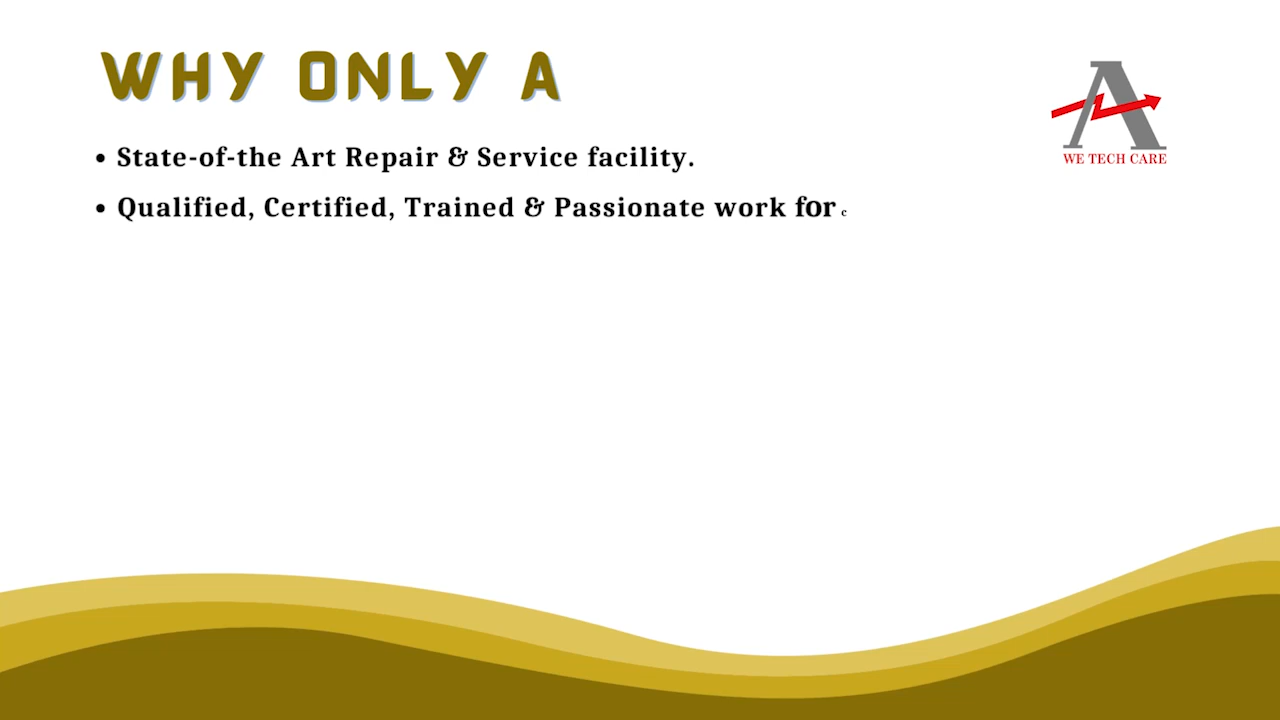 WHY ONLY A
• State-of-the Art Repair & Service facility.
• Qualified, Certified, Trained & Passionate work for c
A
WE TECH CARE